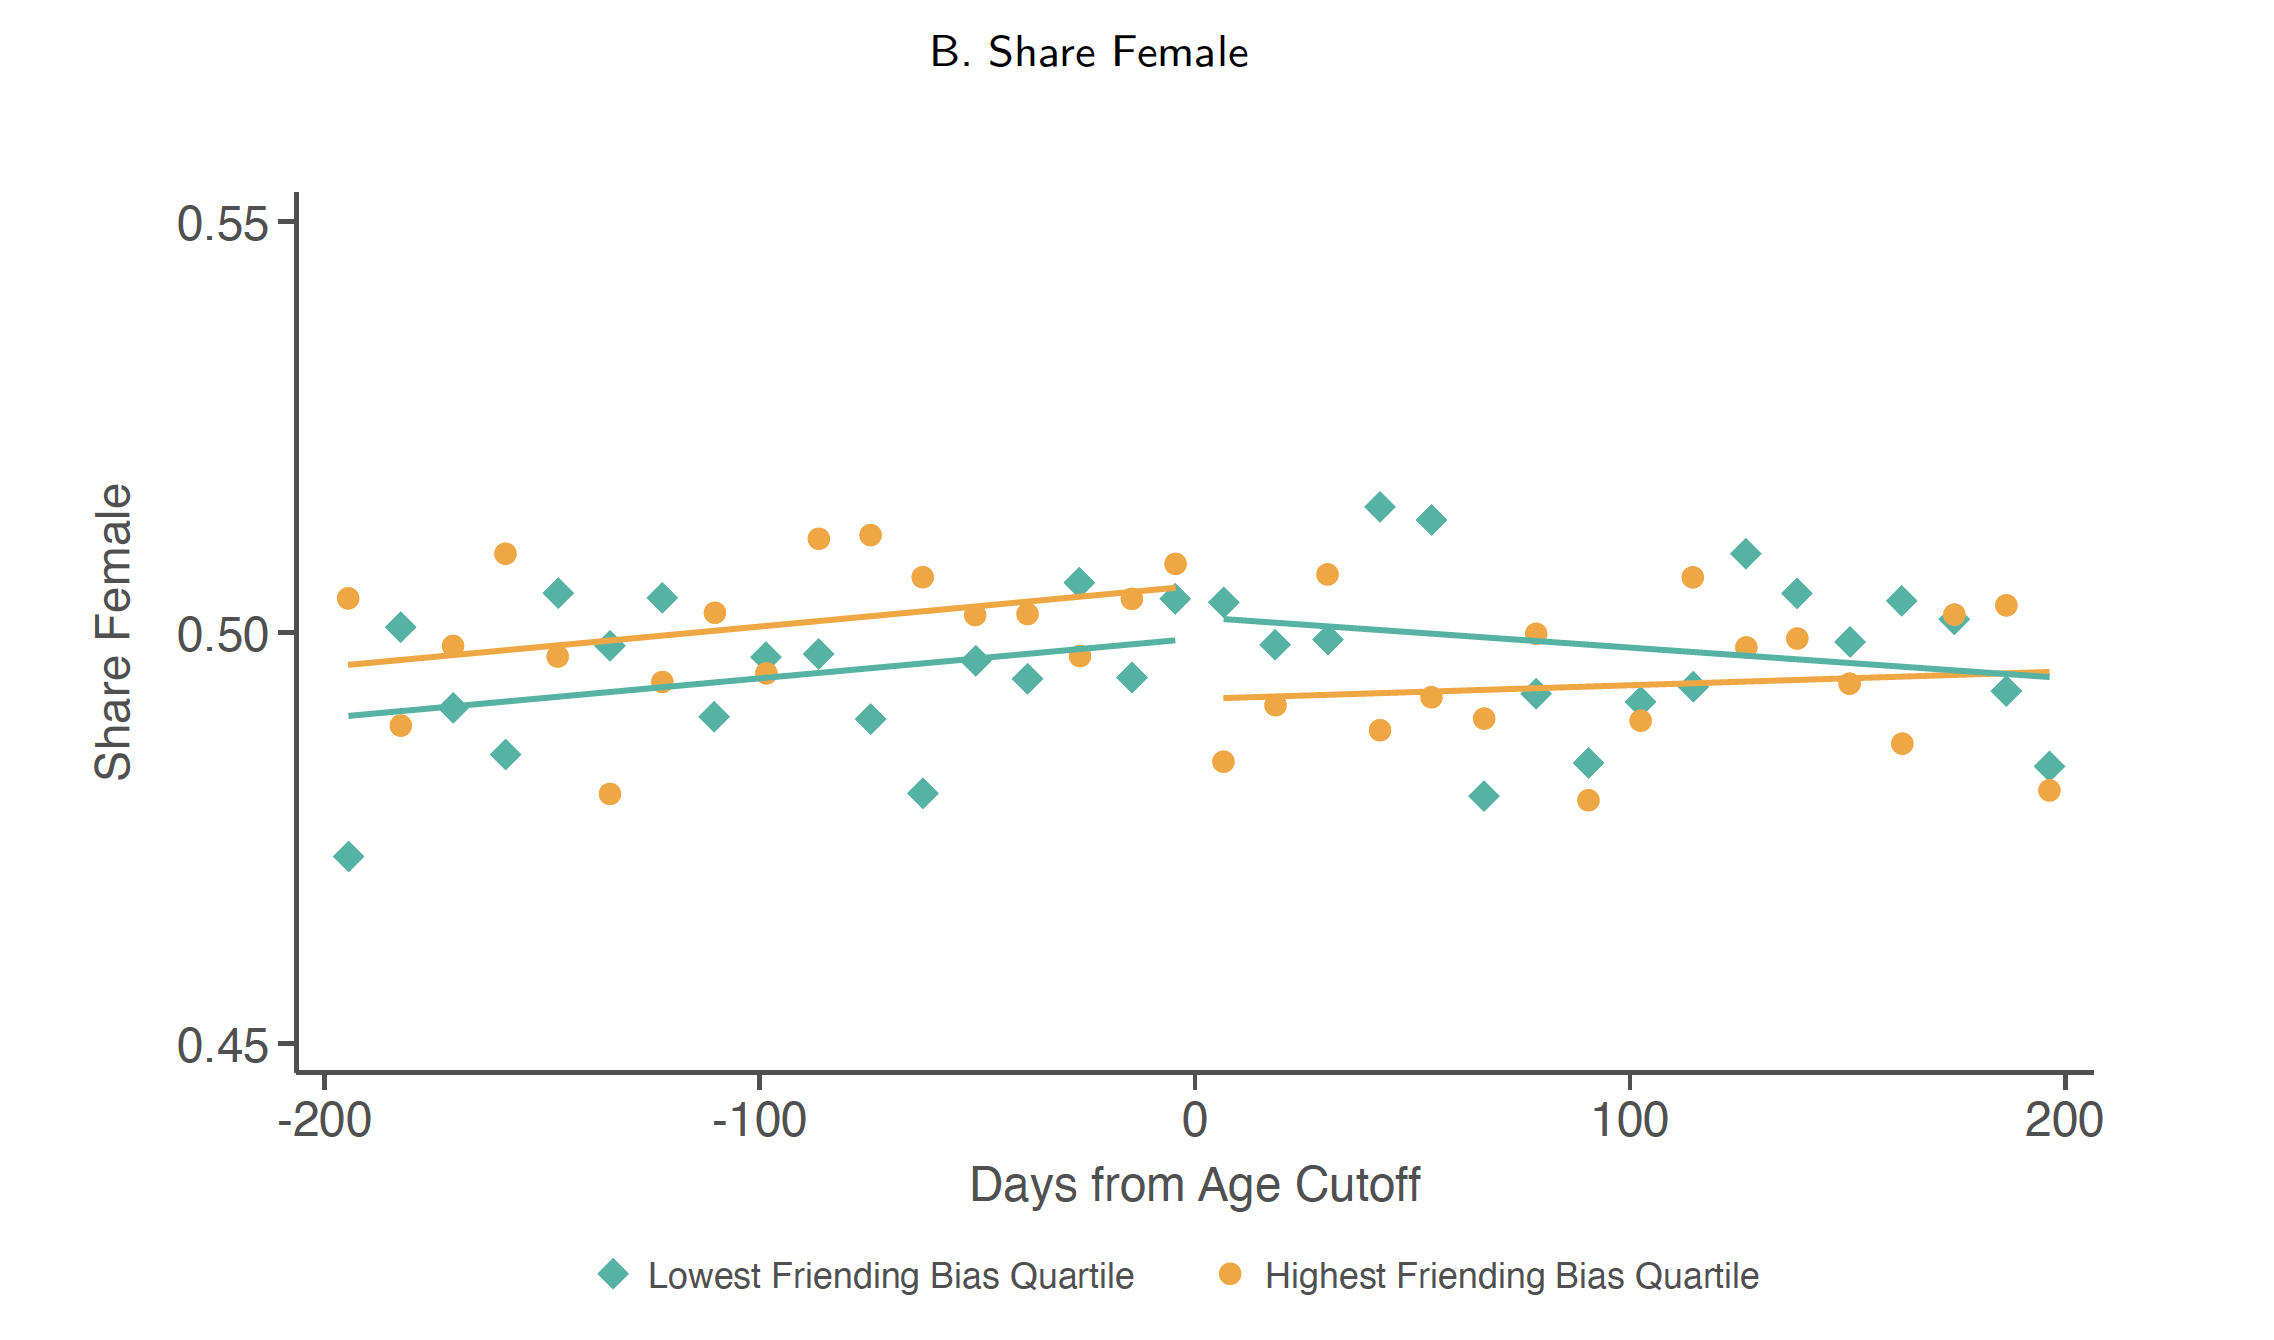 B. Share Female
0.55
0.50
0.45
Share Female
-200
-100
0
100
200
Days from Age Cutoff
Lowest Friending Bias Quartile
Highest Friending Bias Quartile